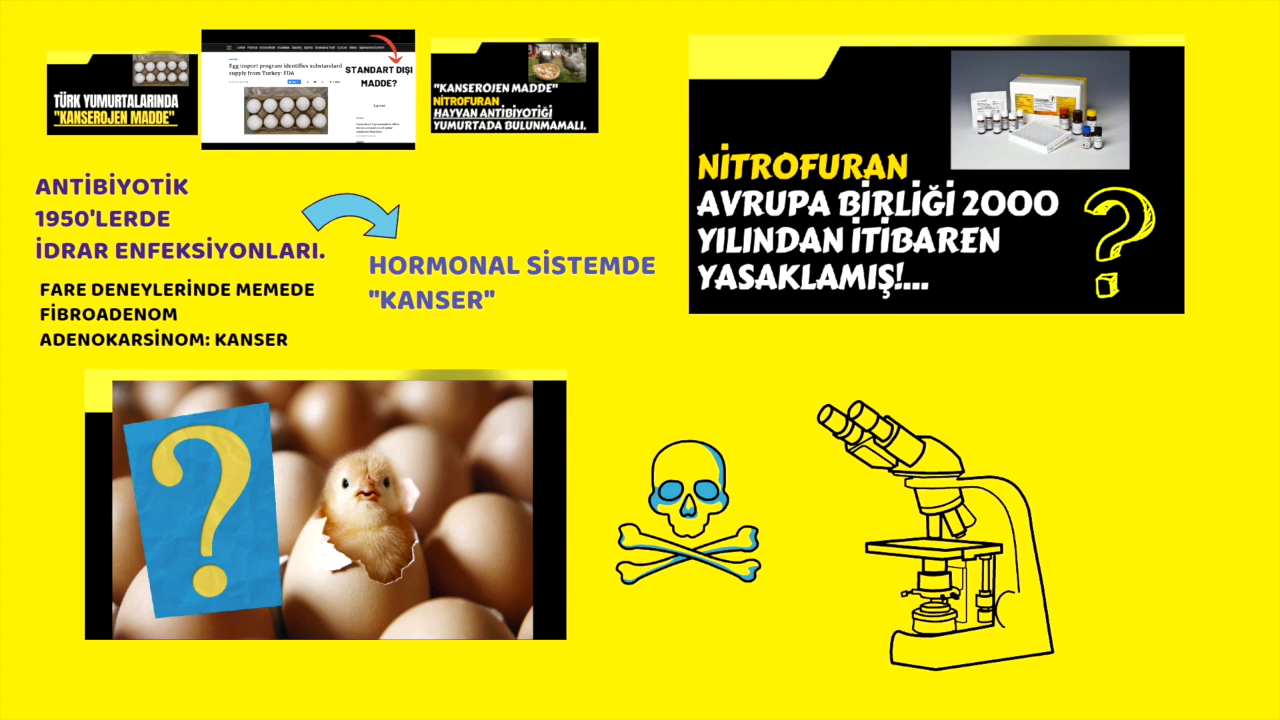 TÜRK YUMURTALARINDA
"KANSEROJEN MADDE"
Egg import program identifies substandard
supply from Turkey: FDA
STANDART DIŞI
MADDE?
Latest
"KANSEROJEN MADDE"
NİTROFURAN
HAYVAN ANTİBİYOTİĞİ
YUMURTADA BULUNMAMALI.
NİTROFURAN
AVRUPA BİRLİĞİ 2000
YILINDAN İTİBAREN
YASAKLAMIŞ!...
?
ANTİBİYOTİK
1950'LERDE
İDRAR ENFEKSİYONLARI.
HORMONAL SİSTEMDE
"KANSER"
FARE DENEYLERİNDE MEMEDE
FİBROADENOM
ADENOKARSİNOM: KANSER
?